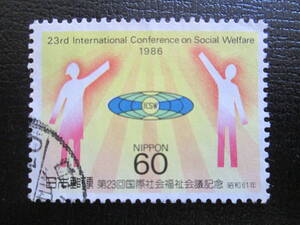 23rd International Conference on Social Welfare
1986
ICSW
NIPPON
60
日本郵便 第23回国際社会福祉会議記念 昭和61年